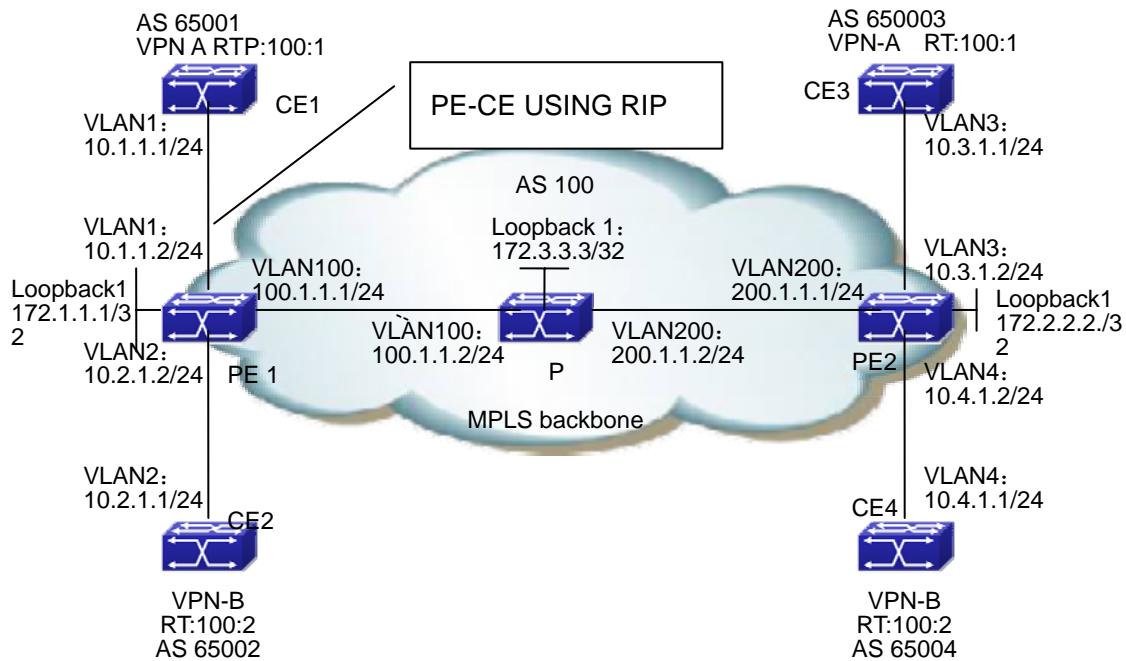 AS 65001
VPN A RTP:100:1
CE1
VLAN1：
10.1.1.1/24
PE-CE USING RIP
AS 650003
VPN-A RT:100:1
CE3
VLAN3：
10.3.1.1/24
AS 100
VLAN1：
10.1.1.2/24
Loopback 1：
172.3.3.3/32
VLAN3：
10.3.1.2/24
Loopback1
172.1.1.1/3
2
VLAN100：
100.1.1.1/24
VLAN200：
200.1.1.1/24
Loopback1
172.2.2.2./3
2
VLAN100：
100.1.1.2/24
VLAN200：
200.1.1.2/24
VLAN2：
10.2.1.2/24
PE 1
P
PE2
VLAN4：
10.4.1.2/24
MPLS backbone
VLAN2：
10.2.1.1/24
CE2
VLAN4：
10.4.1.1/24
CE4
VPN-B
RT:100:2
AS 65002
VPN-B
RT:100:2
AS 65004